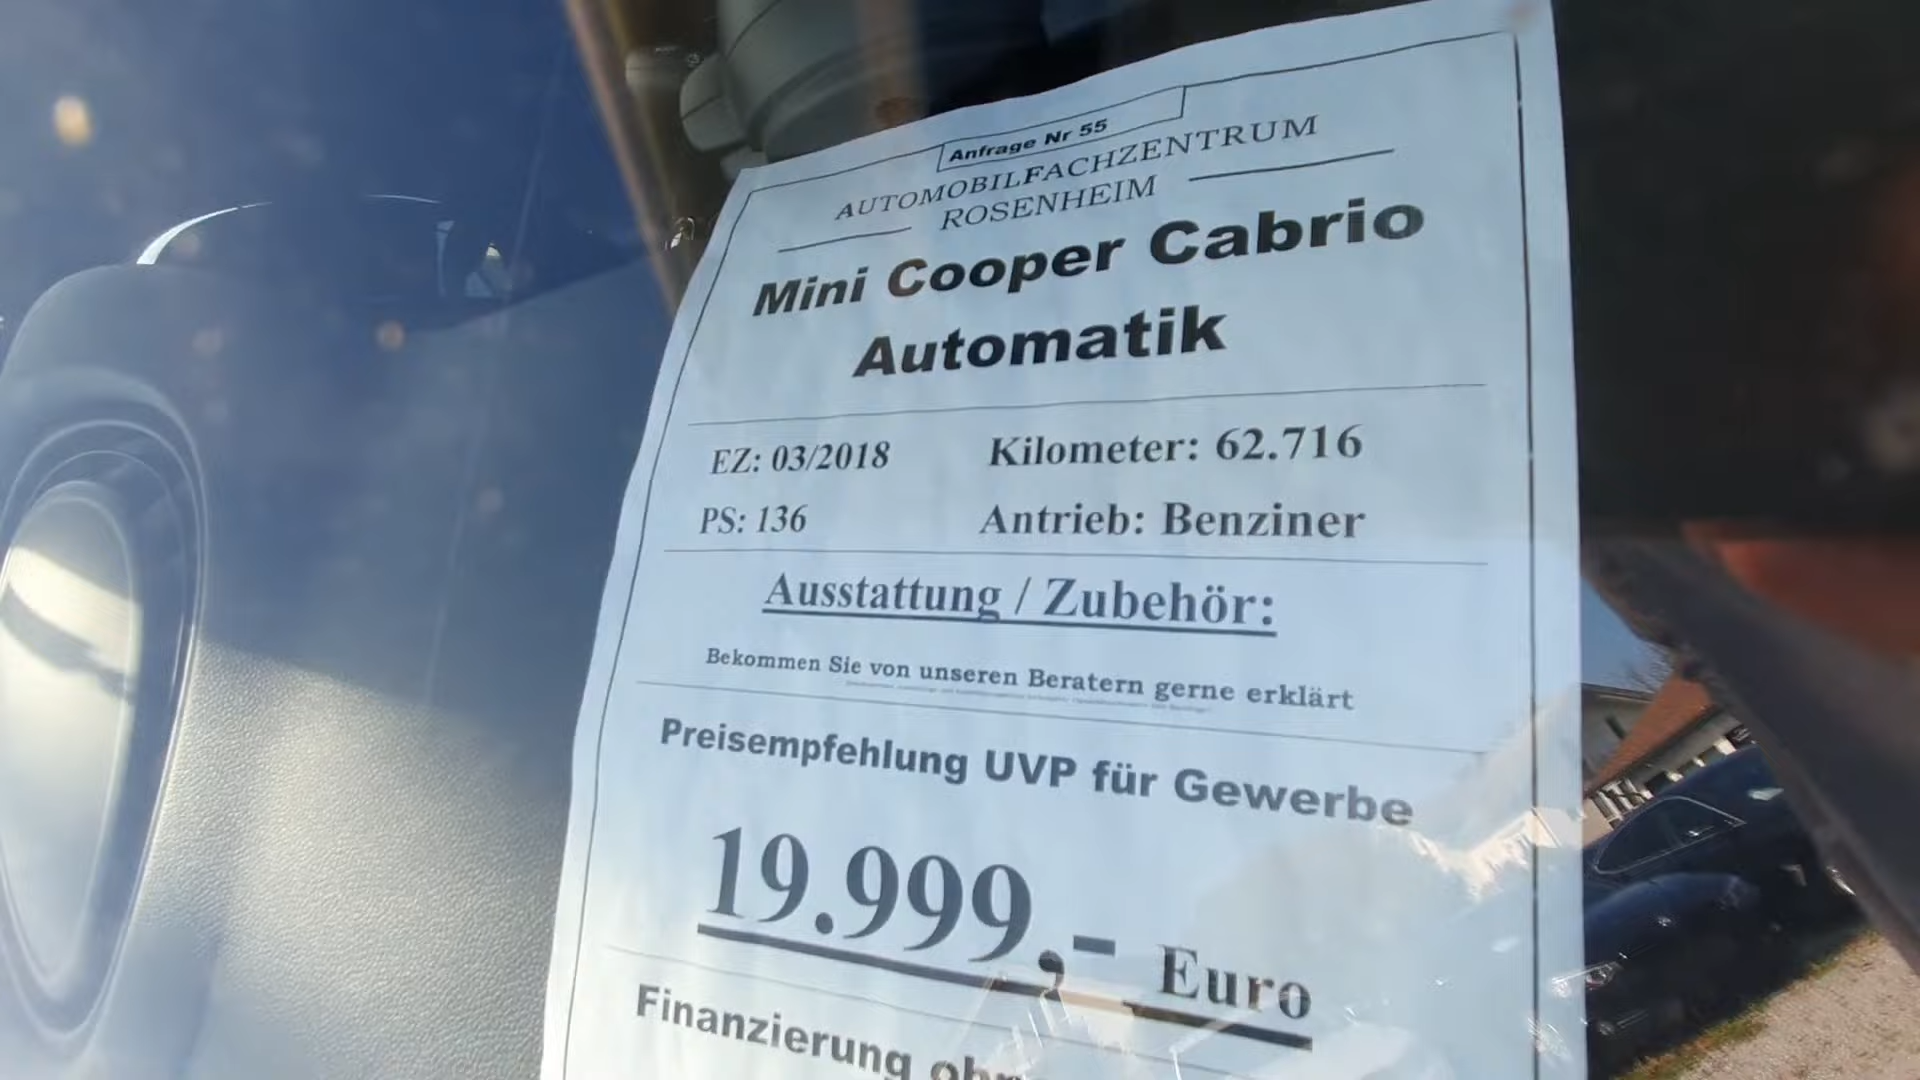 Anfrage Nr 55
AUTOMOBILFACHZENTRUM
ROSENHEIM
Mini Cooper Cabrio
Automatik
EZ: 03/2018 Kilometer: 62.716
PS: 136 Antrieb: Benziner
Ausstattung / Zubehör:
Bekommen Sie von unseren Beratern gerne erklärt
Preisempfehlung UVP für Gewerbe
19.999,- Euro
Finanzierung